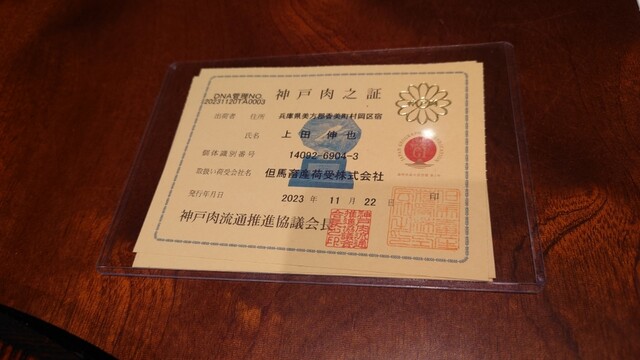 DNA管理NO.
20231120TA0003
神戸肉之証
出荷者 住所 兵庫県美方郡香美町村岡区宿
氏名 上田 伸也
個体識別番号 14092-6904-3
取扱い荷受会社名 但馬畜産荷受株式会社
発行年月日 2023 年 11 月 22 日 印
神戸肉流通推進協議会長